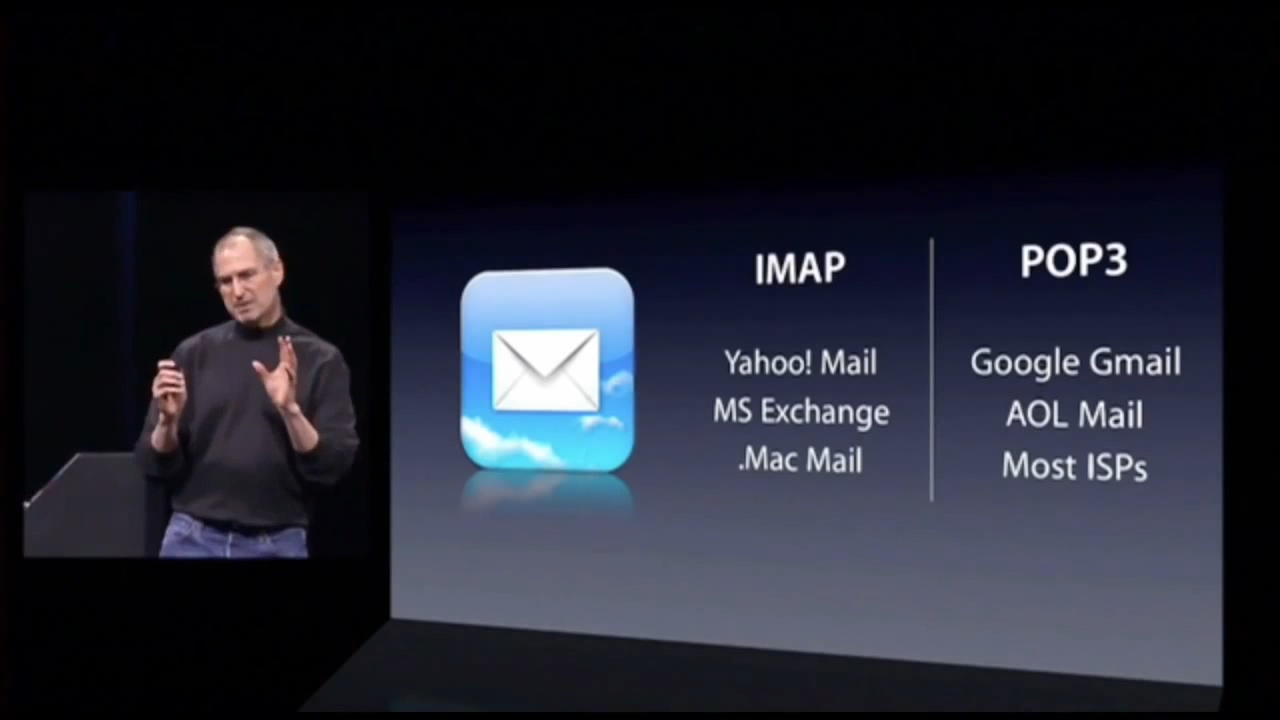 IMAP
Yahoo! Mail
MS Exchange
.Mac Mail
POP3
Google Gmail
AOL Mail
Most ISPs